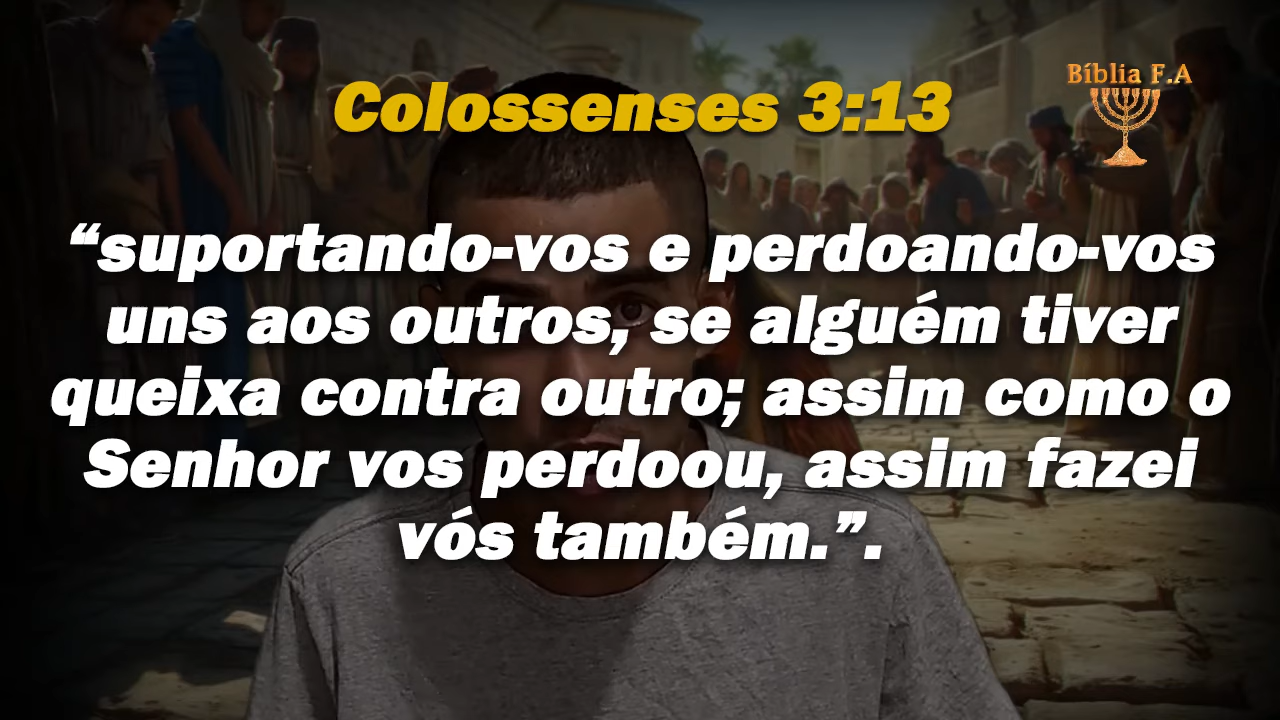 Colossenses 3:13
Bíblia F.A
“suportando-vos e perdoando-vos
uns aos outros, se alguém tiver
queixa contra outro; assim como o
Senhor vos perdoou, assim fazei
vós também.”.